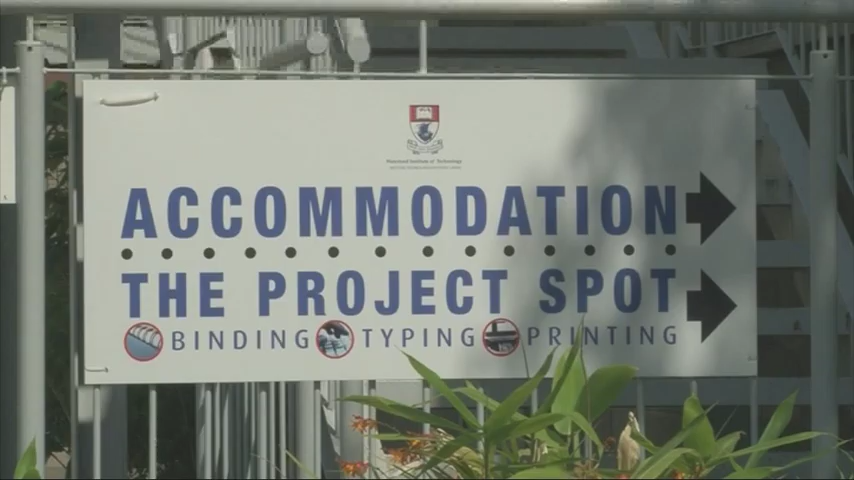 ACCOMMODATION
THE PROJECT SPOT
BINDING TYPING PRINTING